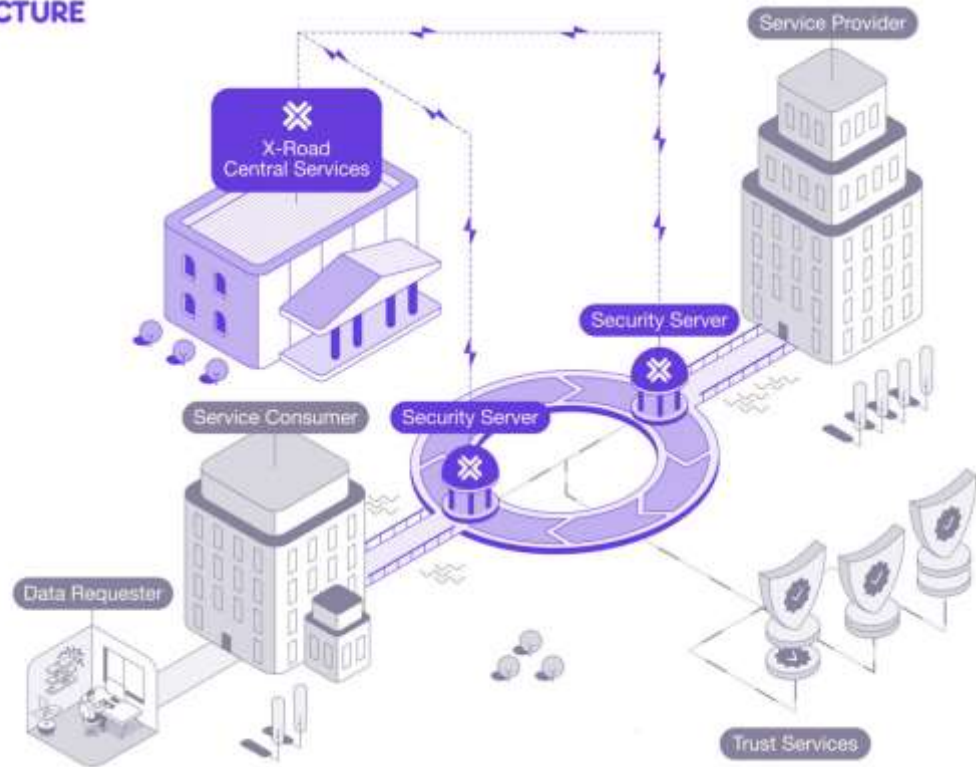 CTURE
Service Provider
X-Road
Central Services
Security Server
Service Consumer
Security Server
Data Requester
Trust Services